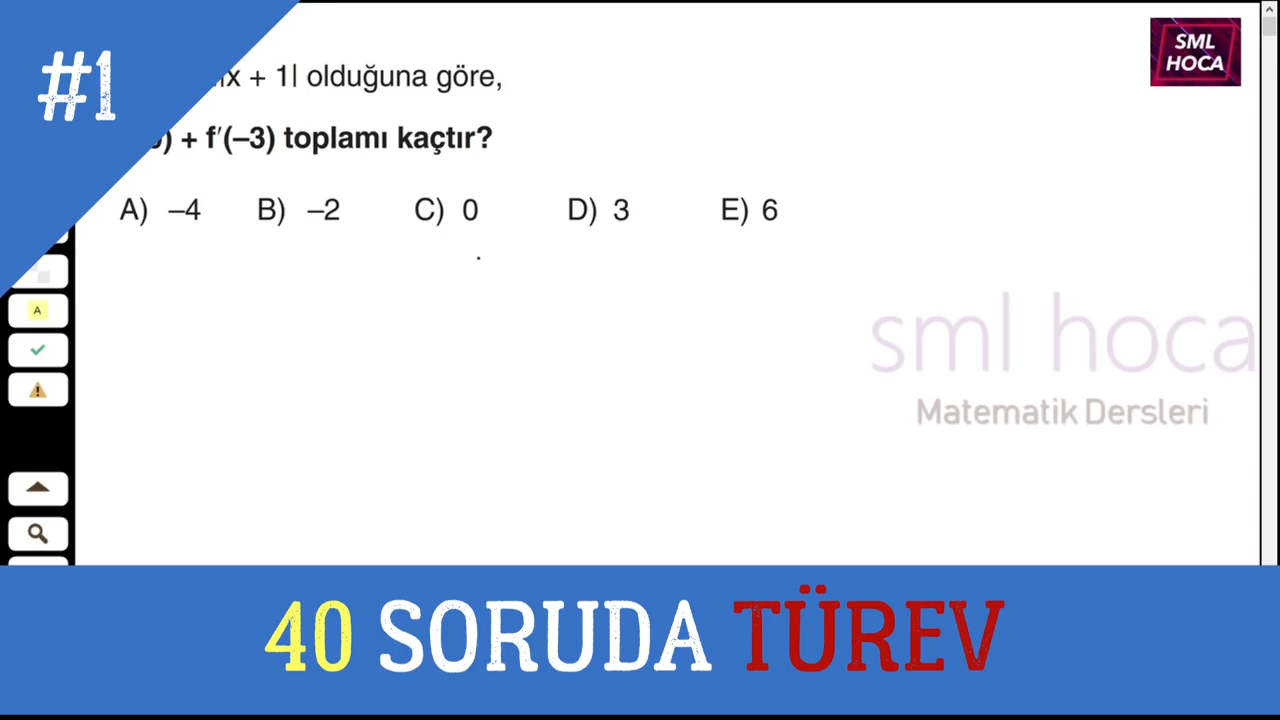 #1
SML
HOCA
x + 1| olduğuna göre,
) + f′(–3) toplamı kaçtır?
A) –4 B) –2 C) 0 D) 3 E) 6
A
sml hoca
Matematik Dersleri
40 SORUDA TÜREV